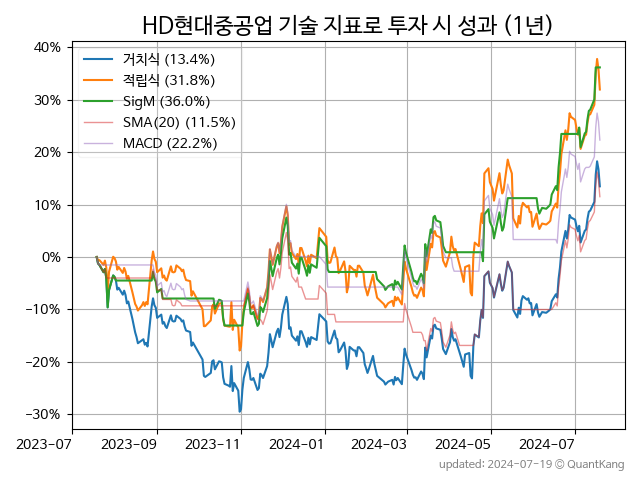 HD현대중공업 기술 지표로 투자 시 성과 (1년)
40%
30%
20%
10%
0%
−10%
−20%
−30%
거치식 (13.4%)
적립식 (31.8%)
SigM (36.0%)
SMA(20) (11.5%)
MACD (22.2%)
2023-07 2023-09 2023-11 2024-01 2024-03 2024-05 2024-07
updated: 2024-07-19 @ QuantKang